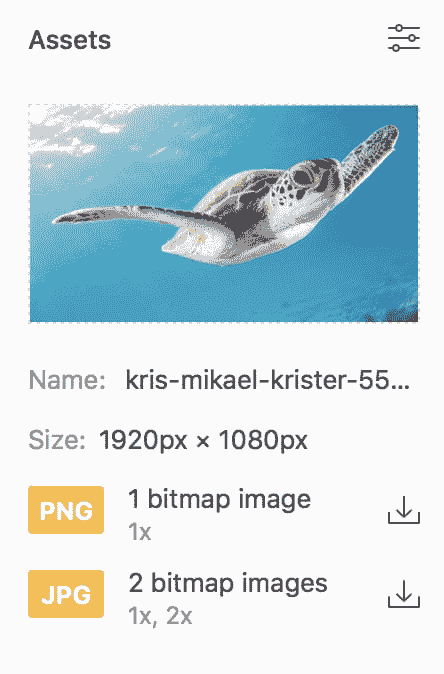 Assets
Name: kris-mikael-krister-55...
Size: 1920px × 1080px
PNG 1 bitmap image
1x
JPG 2 bitmap images
1x, 2x